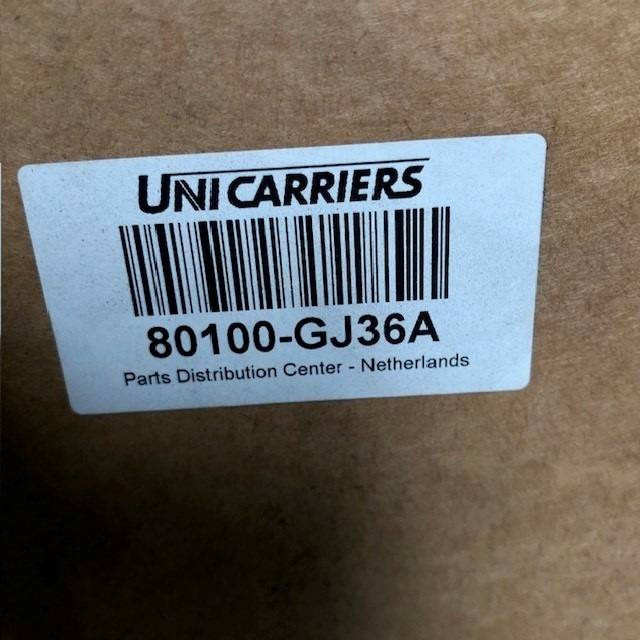 UNICARRIERS
80100-GJ36A
Parts Distribution Center - Netherlands